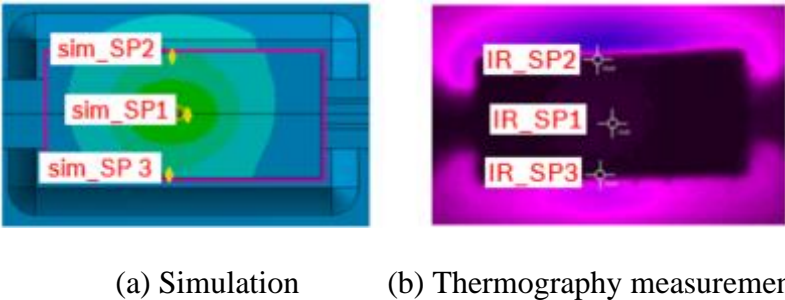 sim_SP2
sim_SP1
sim_SP 3
IR_SP2
IR_SP1
IR_SP3
(a) Simulation
(b) Thermography measuremen